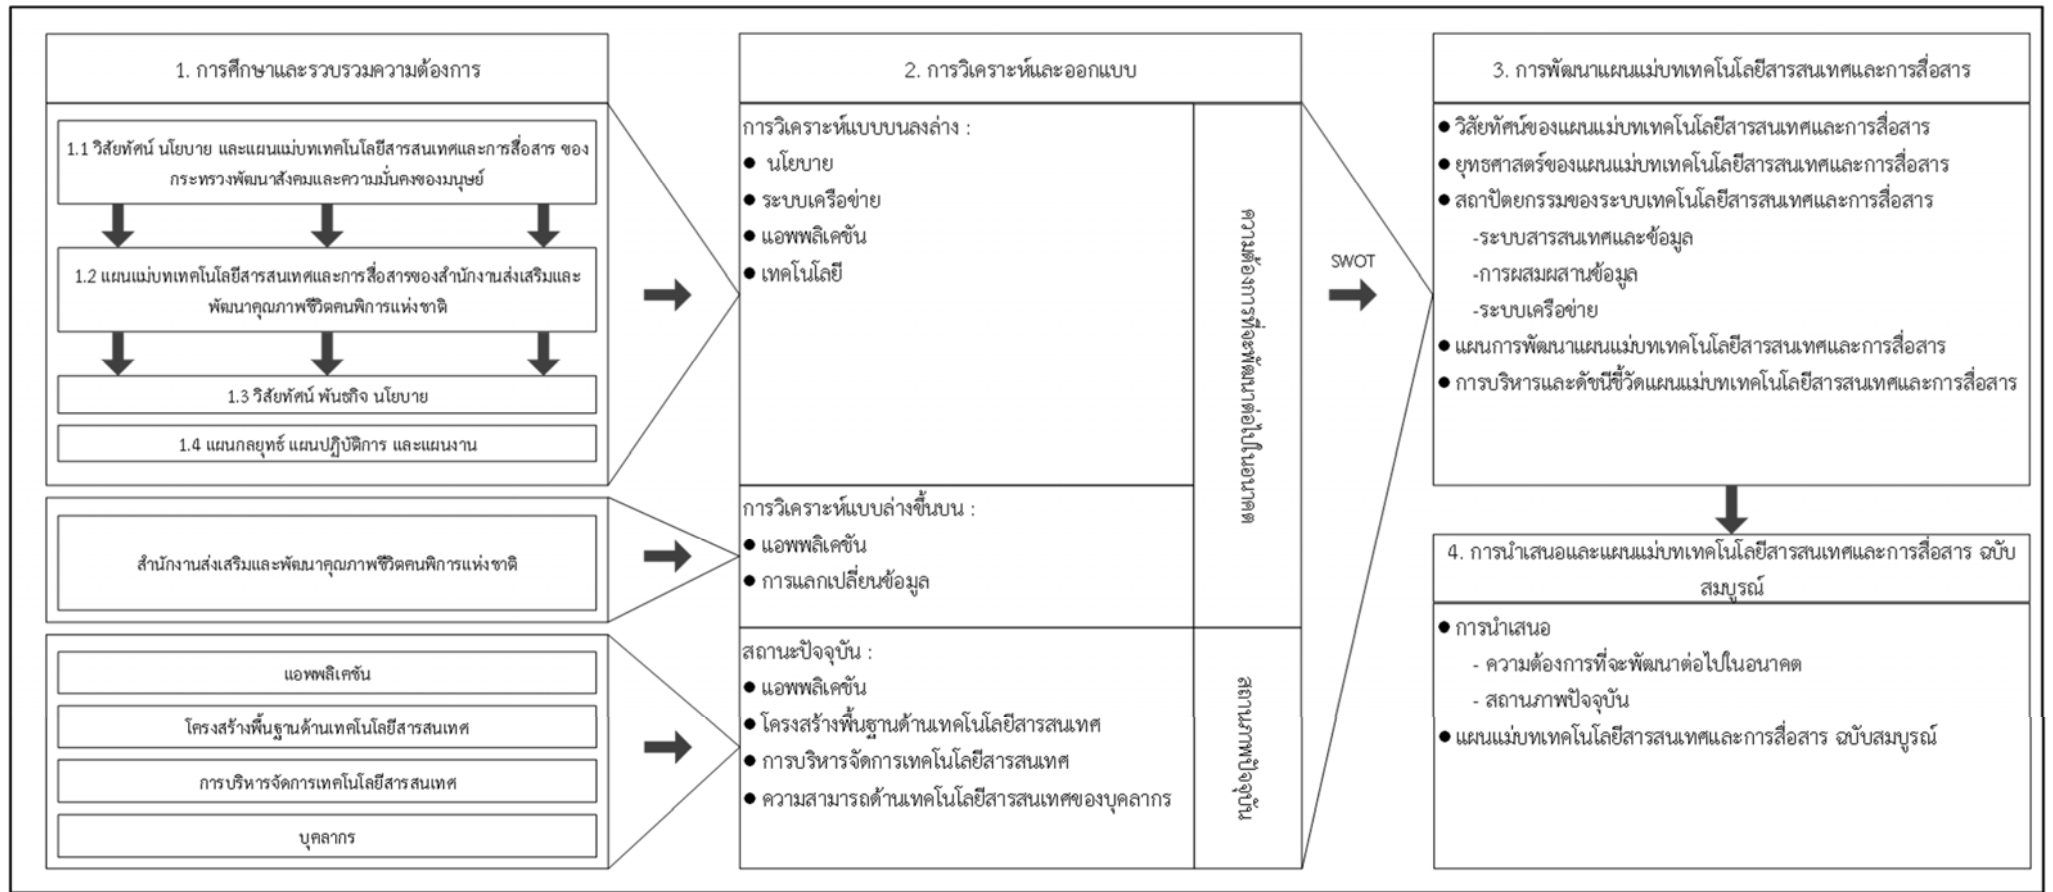 1. การศึกษาและรวบรวมความต้องการ
1.1 วิสัยทัศน์ นโยบาย และแผนแม่บทเทคโนโลยีสารสนเทศและการสื่อสาร ของ
กระทรวงพัฒนาสังคมและความมั่นคงของมนุษย์
1.2 แผนแม่บทเทคโนโลยีสารสนเทศและการสื่อสารของสำนักงานส่งเสริมและ
พัฒนาคุณภาพชีวิตคนพิการแห่งชาติ
1.3 วิสัยทัศน์ พันธกิจ นโยบาย
1.4 แผนกลยุทธ์ แผนปฏิบัติการ และแผนงาน
สำนักงานส่งเสริมและพัฒนาคุณภาพชีวิตคนพิการแห่งชาติ
แอพพลิเคชัน
โครงสร้างพื้นฐานด้านเทคโนโลยีสารสนเทศ
การบริหารจัดการเทคโนโลยีสารสนเทศ
บุคลากร
2. การวิเคราะห์และออกแบบ
การวิเคราะห์แบบบนลงล่าง :
● นโยบาย
● ระบบเครือข่าย
● แอพพลิเคชัน
● เทคโนโลยี
การวิเคราะห์แบบล่างขึ้นบน :
● แอพพลิเคชัน
● การแลกเปลี่ยนข้อมูล
สถานะปัจจุบัน :
● แอพพลิเคชัน
● โครงสร้างพื้นฐานด้านเทคโนโลยีสารสนเทศ
● การบริหารจัดการเทคโนโลยีสารสนเทศ
● ความสามารถด้านเทคโนโลยีสารสนเทศของบุคลากร
ความต้องการที่จะพัฒนาต่อไปในอนาคต
สถานภาพปัจจุบัน
SWOT
3. การพัฒนาแผนแม่บทเทคโนโลยีสารสนเทศและการสื่อสาร
● วิสัยทัศน์ของแผนแม่บทเทคโนโลยีสารสนเทศและการสื่อสาร
● ยุทธศาสตร์ของแผนแม่บทเทคโนโลยีสารสนเทศและการสื่อสาร
● สถาปัตยกรรมของระบบเทคโนโลยีสารสนเทศและการสื่อสาร
-ระบบสารสนเทศและข้อมูล
-การผสมผสานข้อมูล
-ระบบเครือข่าย
● แผนการพัฒนาแผนแม่บทเทคโนโลยีสารสนเทศและการสื่อสาร
● การบริหารและดัชนีชี้วัดแผนแม่บทเทคโนโลยีสารสนเทศและการสื่อสาร
4. การนำเสนอและแผนแม่บทเทคโนโลยีสารสนเทศและการสื่อสาร ฉบับ
สมบูรณ์
● การนำเสนอ
- ความต้องการที่จะพัฒนาต่อไปในอนาคต
- สถานภาพปัจจุบัน
● แผนแม่บทเทคโนโลยีสารสนเทศและการสื่อสาร ฉบับสมบูรณ์